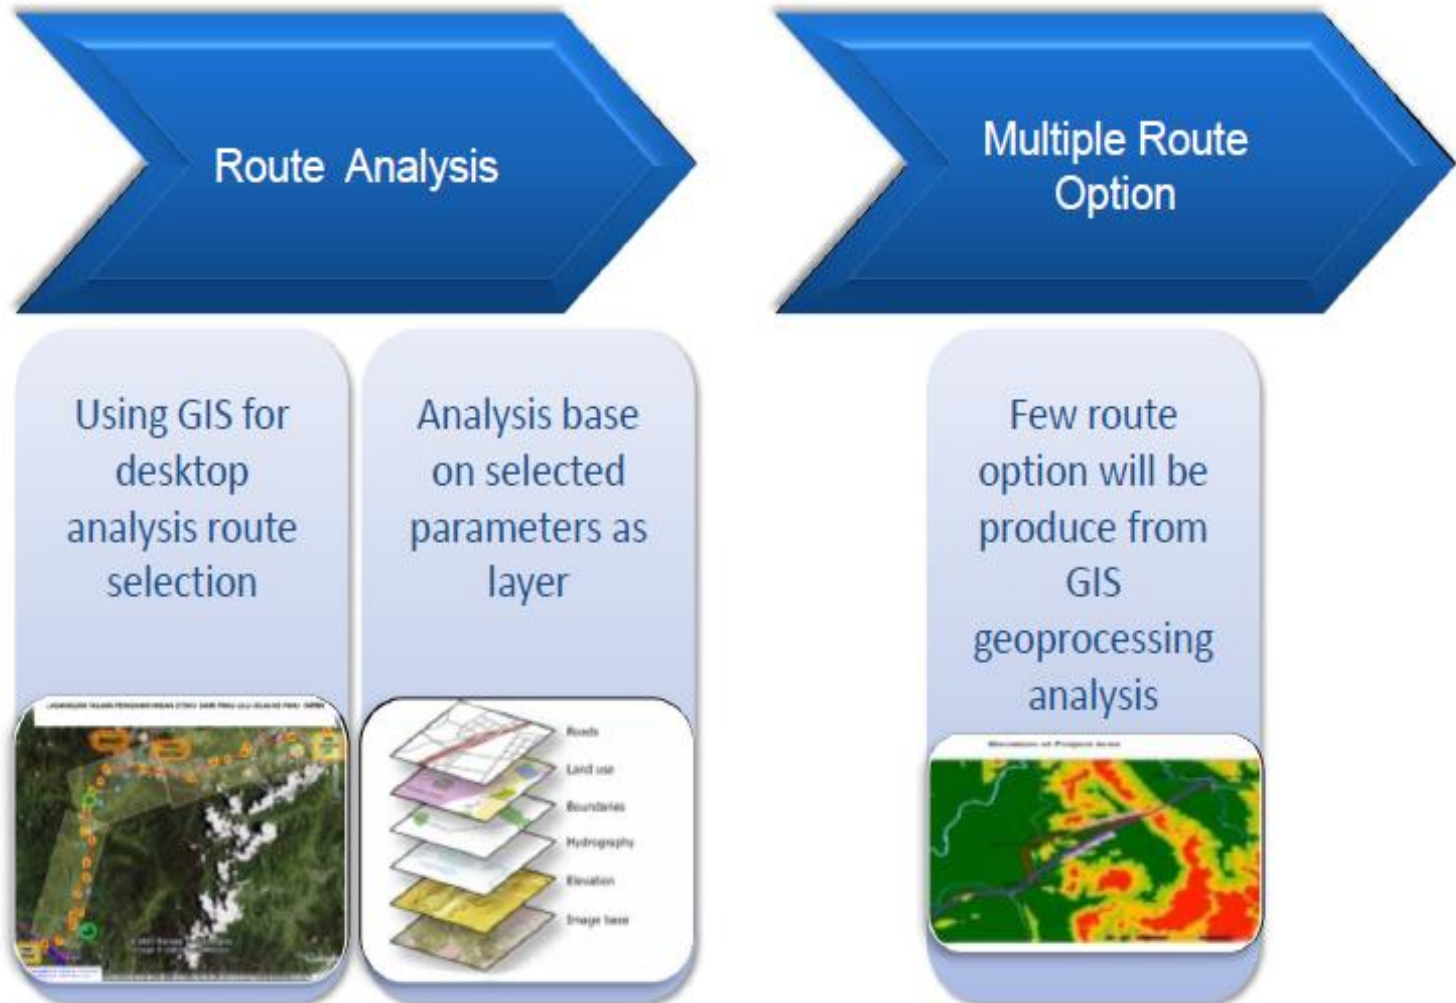 Route Analysis
Multiple Route
Option
Using GIS for
desktop
analysis route
selection
Analysis base
on selected
parameters as
layer
Few route
option will be
produce from
GIS
geoprocessing
analysis
Roads
Land use
Boundaries
Hydrography
Elevation
Image base